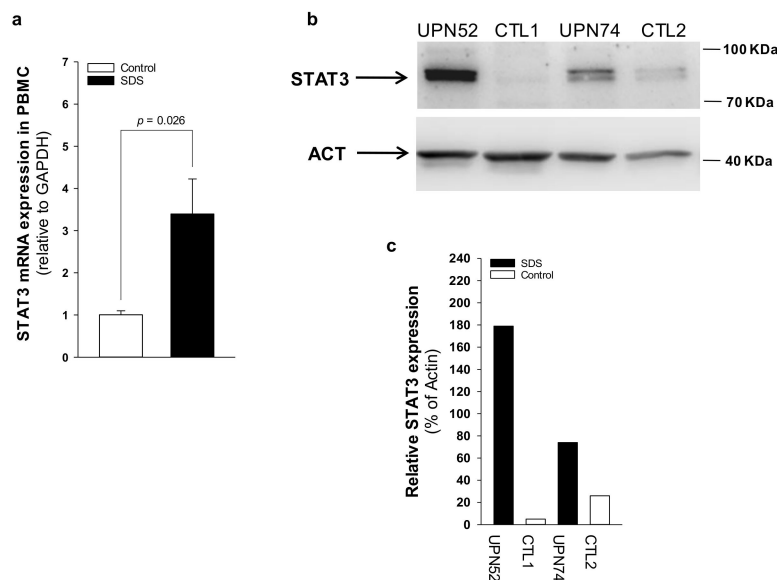 a
Control
SDS
7
6
5
4
3
2
1
0
p = 0.026
STAT3 mRNA expression in PBMC
(relative to GAPDH)
b
UPN52 CTL1 UPN74 CTL2
100 KDa
STAT3
70 KDa
ACT
40 KDa
c
SDS
Control
240
220
200
180
160
140
120
100
80
60
40
20
0
Relative STAT3 expression
(% of Actin)
UPN52
CTL1
UPN74
CTL2